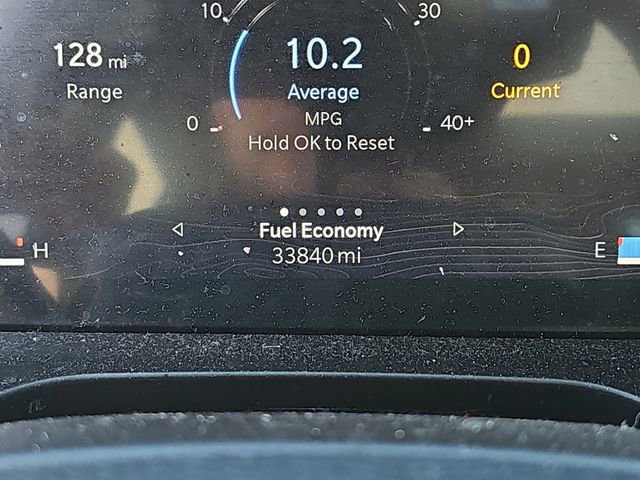 10 30
128 mi 10.2 0
Range Average Current
0 MPG 40+
Hold OK to Reset
Fuel Economy
H 33840 mi E